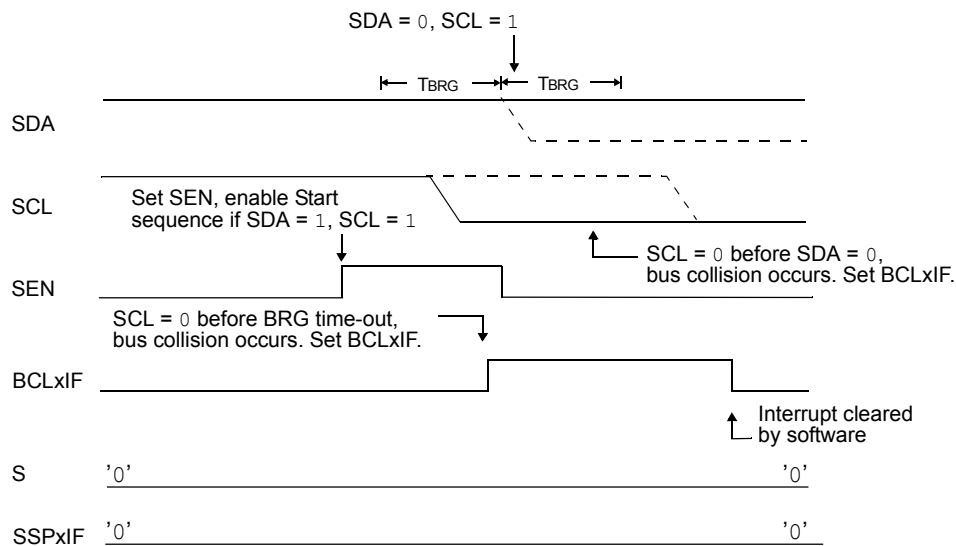 SDA = 0, SCL = 1
TBRG TBRG
SDA
SCL
Set SEN, enable Start
sequence if SDA = 1, SCL = 1
SCL = 0 before SDA = 0,
bus collision occurs. Set BCLxIF.
SEN
SCL = 0 before BRG time-out,
bus collision occurs. Set BCLxIF.
BCLxIF
Interrupt cleared
by software
S '0' '0'
SSPxIF '0' '0'